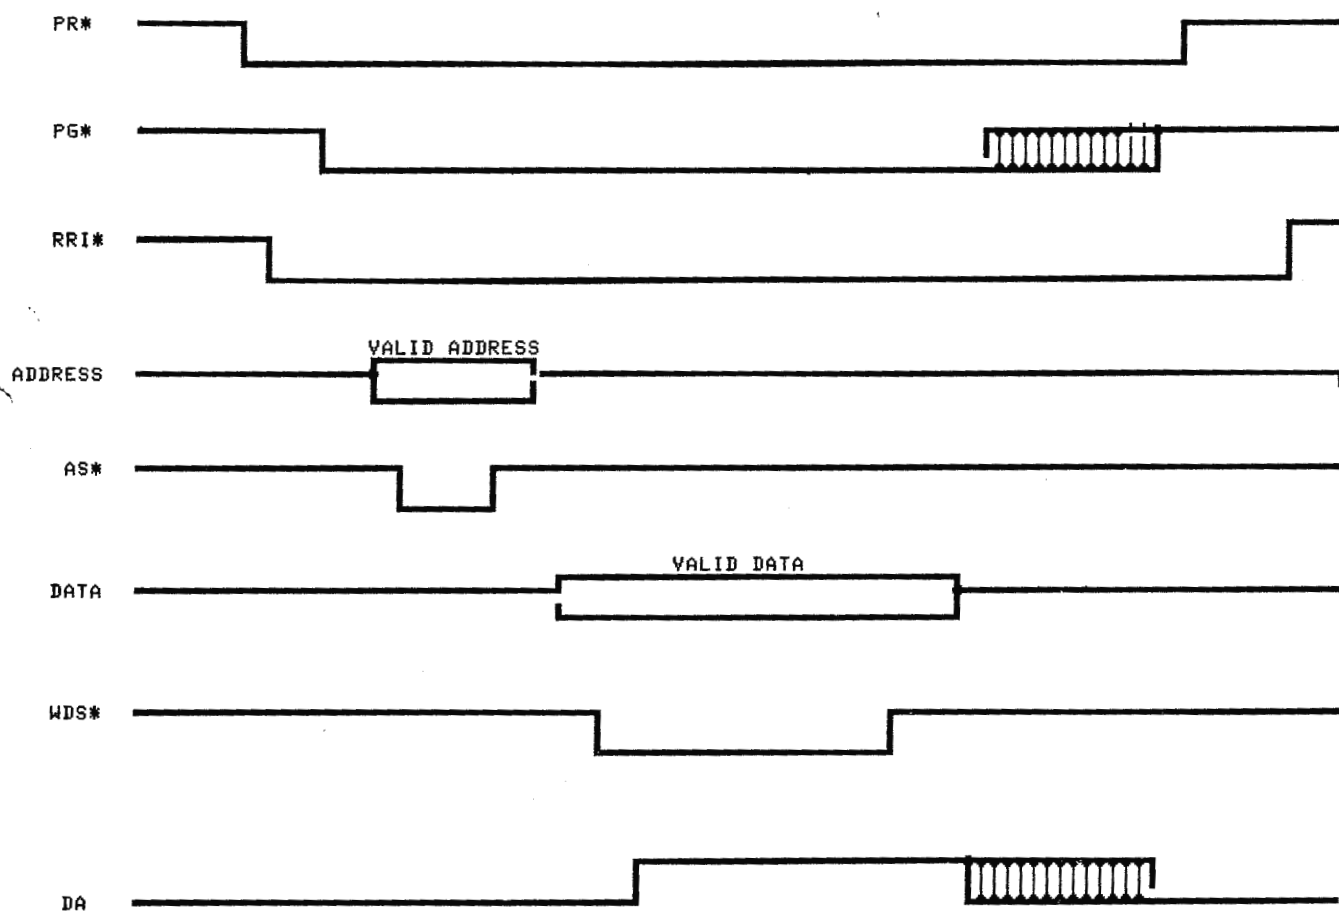 PR*
PG*
RRI*
VALID ADDRESS
ADDRESS
AS*
VALID DATA
DATA
WDS*
DA